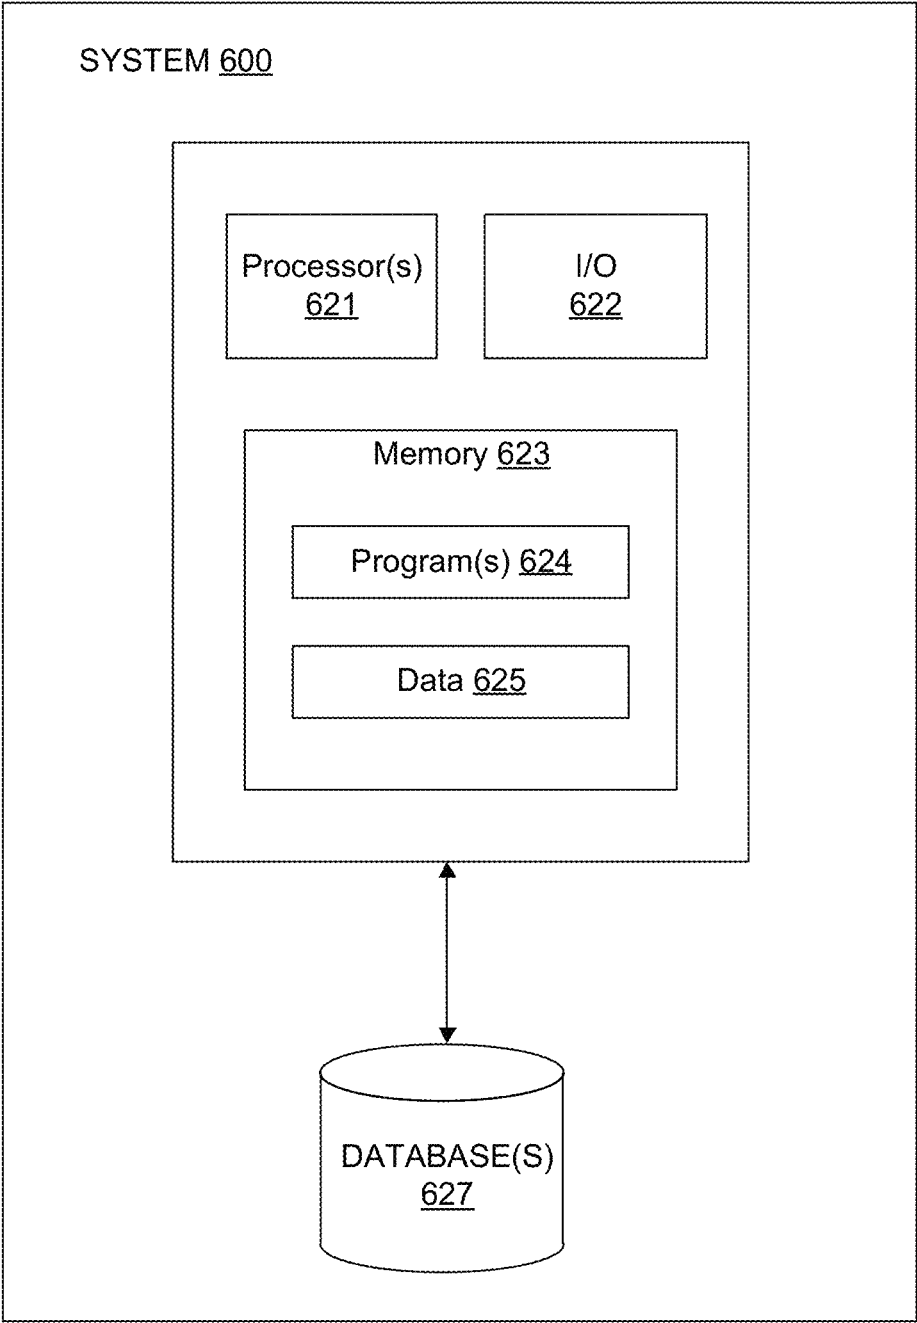 SYSTEM 600
Processor(s)
621
I/O
622
Memory 623
Program(s) 624
Data 625
DATABASE(S)
627